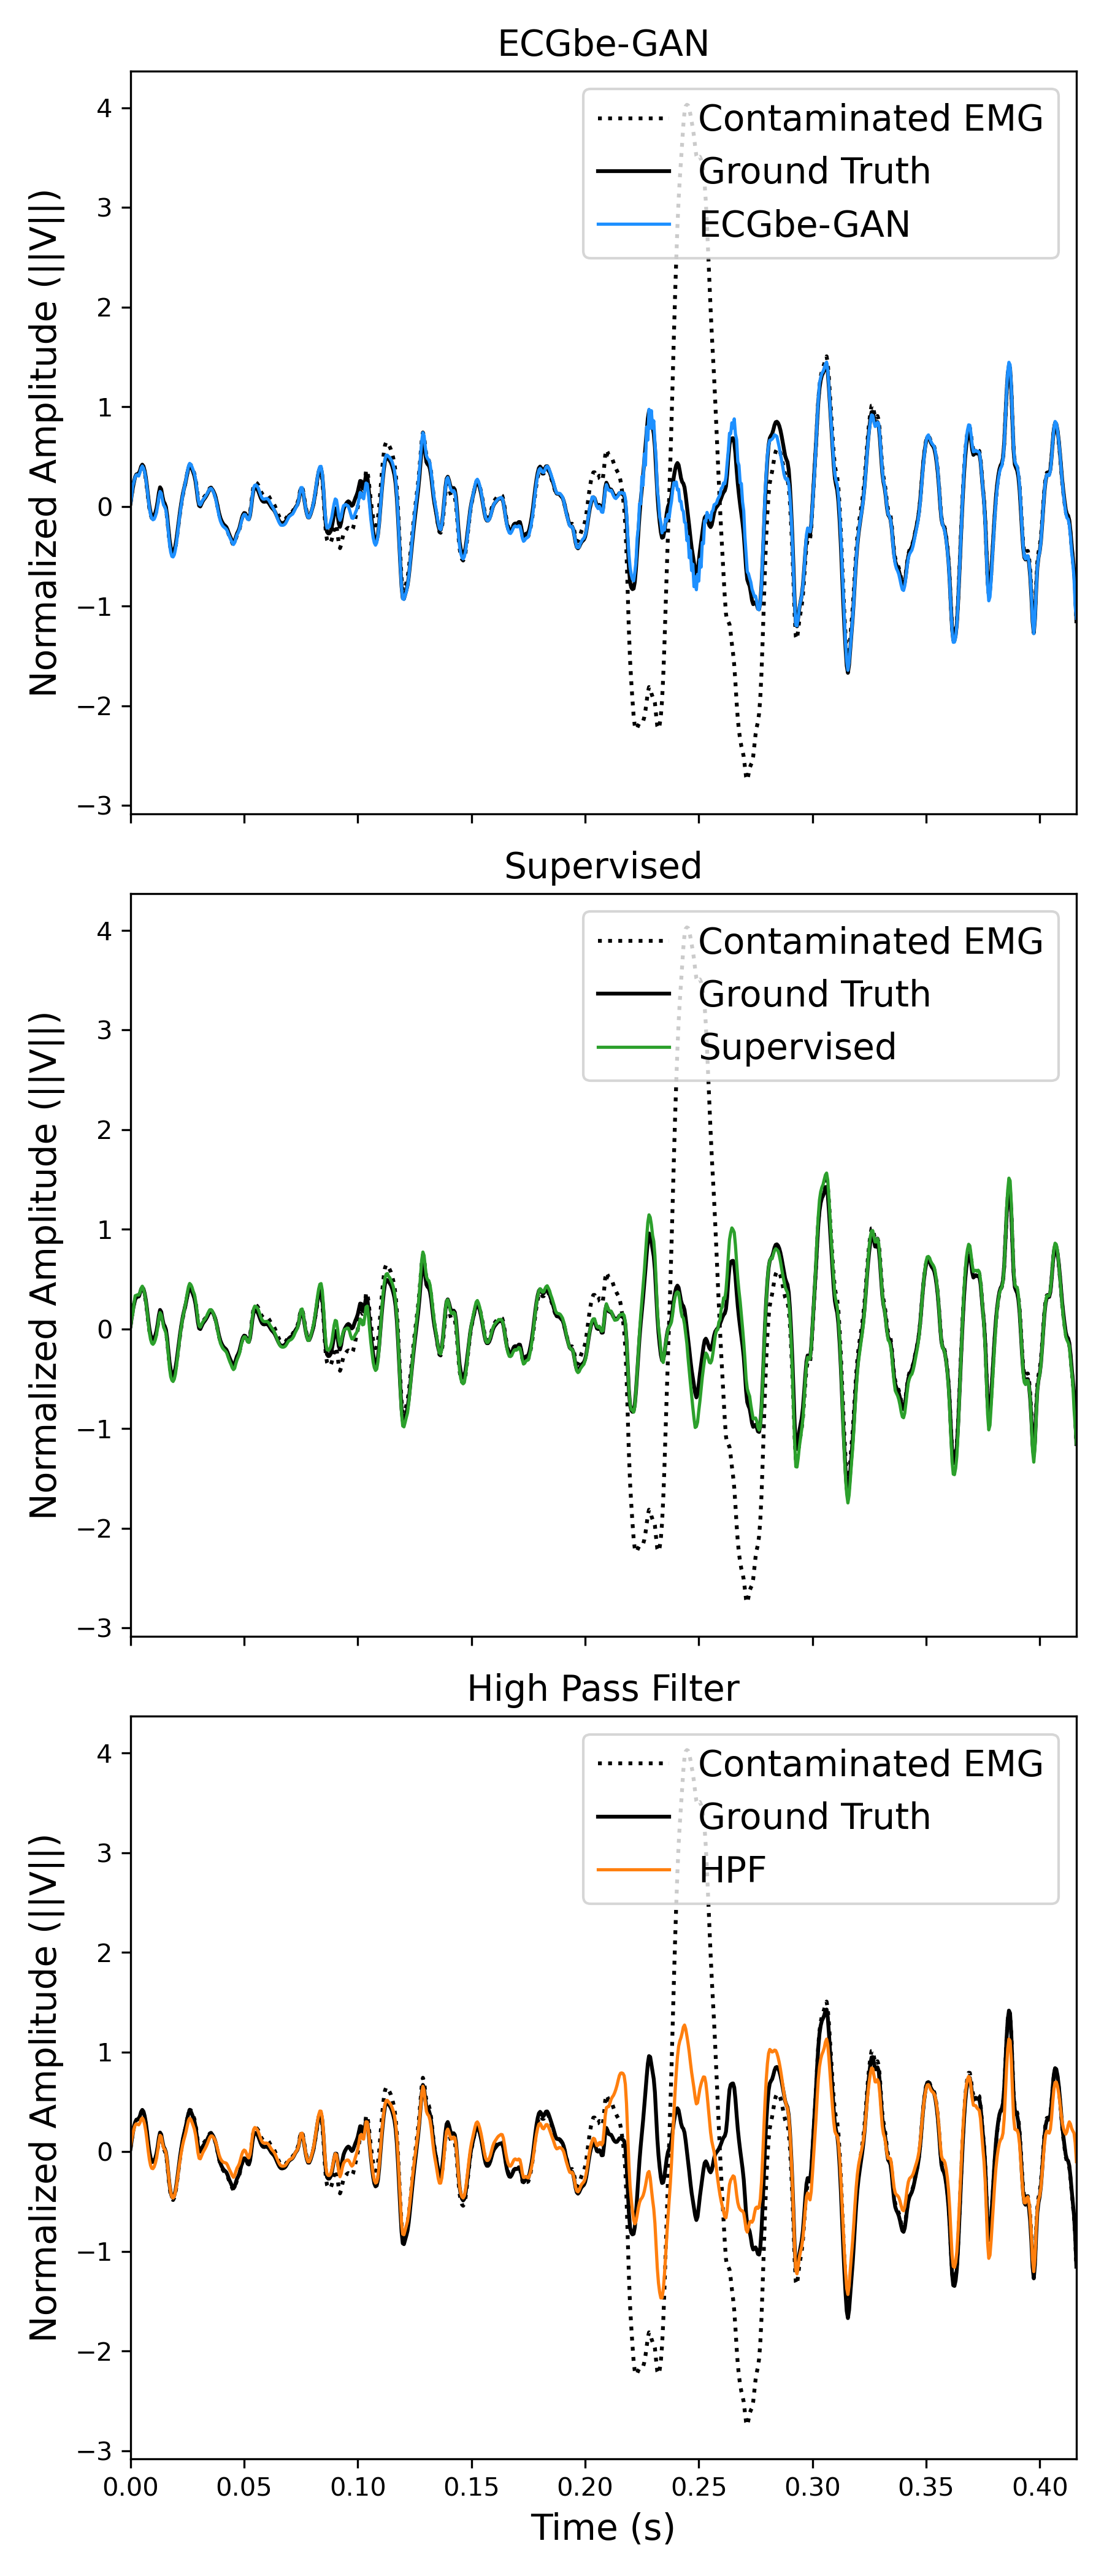 ECGbe-GAN
Normalized Amplitude (||V||)
4
3
2
1
0
−1
−2
−3
Contaminated EMG
Ground Truth
ECGbe-GAN
Supervised
Normalized Amplitude (||V||)
4
3
2
1
0
−1
−2
−3
Contaminated EMG
Ground Truth
Supervised
High Pass Filter
Normalized Amplitude (||V||)
4
3
2
1
0
−1
−2
−3
Contaminated EMG
Ground Truth
HPF
0.00 0.05 0.10 0.15 0.20 0.25 0.30 0.35 0.40
Time (s)